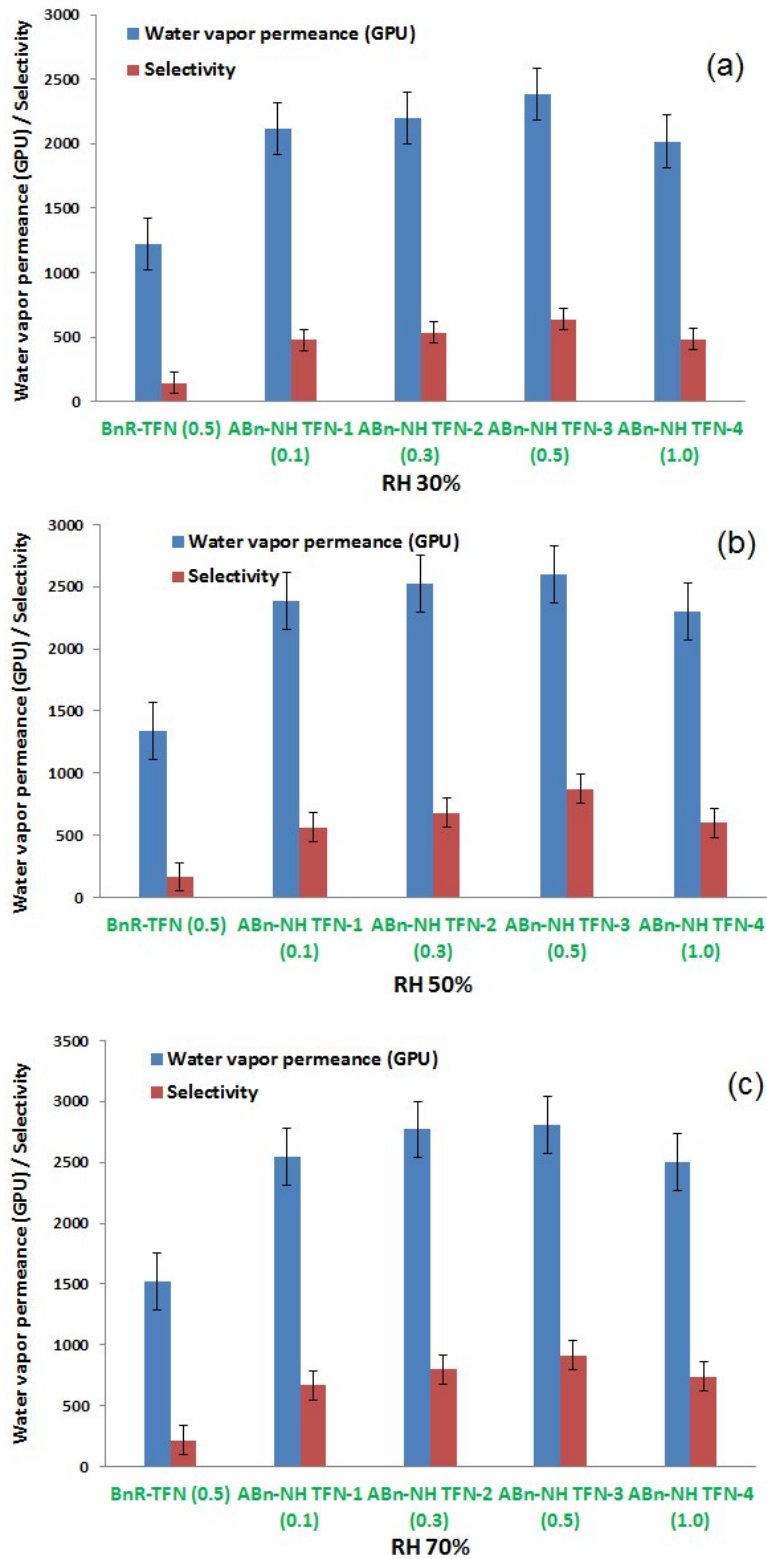 3000
2500
2000
1500
1000
500
0
Water vapor permeance (GPU) / Selectivity
Water vapor permeance (GPU)
Selectivity
(a)
BnR-TFN (0.5) ABn-NH TFN-1 ABn-NH TFN-2 ABn-NH TFN-3 ABn-NH TFN-4
(0.1) (0.3) (0.5) (1.0)
RH 30%
3000
2500
2000
1500
1000
500
0
Water vapor permeance (GPU) / Selectivity
Water vapor permeance (GPU)
Selectivity
(b)
BnR-TFN (0.5) ABn-NH TFN-1 ABn-NH TFN-2 ABn-NH TFN-3 ABn-NH TFN-4
(0.1) (0.3) (0.5) (1.0)
RH 50%
3500
3000
2500
2000
1500
1000
500
0
Water vapor permeance (GPU) / Selectivity
Water vapor permeance (GPU)
Selectivity
(c)
BnR-TFN (0.5) ABn-NH TFN-1 ABn-NH TFN-2 ABn-NH TFN-3 ABn-NH TFN-4
(0.1) (0.3) (0.5) (1.0)
RH 70%